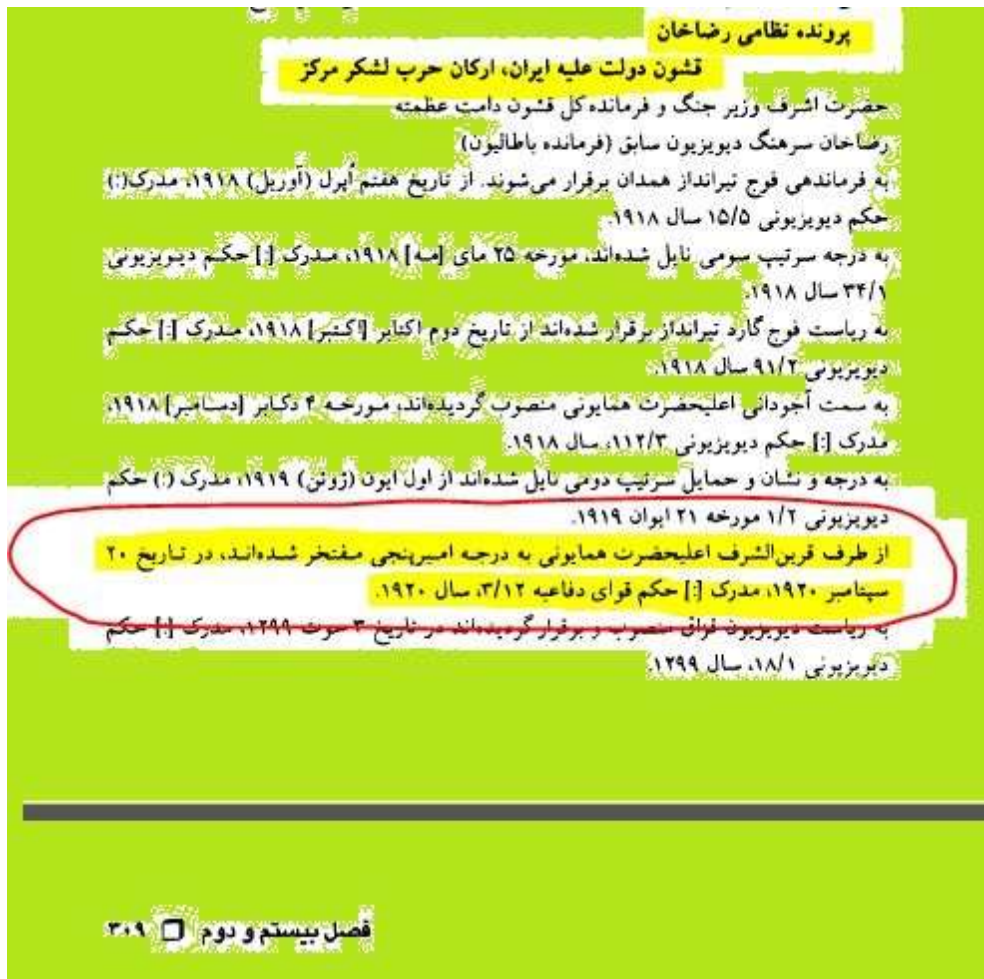 پرونده نظامی رضاخان
قشون دولت علیه ایران، ارکان حرب لشکر مرکز
حضرت اشرف وزیر جنگ و فرمانده کل قشون دامت عظمته
رضاخان سرهنگ دیویزیون سابق (فرمانده باطالیون)
به فرماندهی فوج تیرانداز همدان برقرار می‌شوند. از تاریخ هفتم اُپرل (آوریل) ۱۹۱۸، مدرک(:)
حکم دیویزیونی ۱۵/۵ سال ۱۹۱۸.
به درجه سرتیپ سومی نایل شده‌اند، مورخه ۲۵ مای [مه] ۱۹۱۸، مدرک [:] حکم دیویزیونی
۳۴/۱ سال ۱۹۱۸.
به ریاست فوج گارد تیرانداز برقرار شده‌اند از تاریخ دوم اکتابر [اکتبر] ۱۹۱۸، مدرک [:] حکم
دیویزیونی ۹۱/۲ سال ۱۹۱۸.
به سمت آجودانی اعلیحضرت همایونی منصوب گردیده‌اند، مورخه ۴ دکابر [دسامبر] ۱۹۱۸،
مدرک [:] حکم دیویزیونی ۱۱۲/۳، سال ۱۹۱۸.
به درجه و نشان و حمایل سرتیپ دومی نایل شده‌اند از اول ایون (ژوئن) ۱۹۱۹، مدرک (:) حکم
دیویزیونی ۱/۲ مورخه ۲۱ ایوان ۱۹۱۹.
از طرف قرین‌الشرف اعلیحضرت همایونی به درجه امیرپنجی مفتخر شده‌اند، در تاریخ ۲۰
سپتامبر ۱۹۲۰، مدرک [:] حکم قوای دفاعیه ۳/۱۲، سال ۱۹۲۰.
به ریاست دیویزیون قزاق منصوب و برقرار گردیده‌اند در تاریخ ۳ حوت ۱۲۹۹، مدرک [:] حکم
دیویزیونی ۱۸/۱، سال ۱۲۹۹.
فصل بیستم و دوم □ ۳۰۹